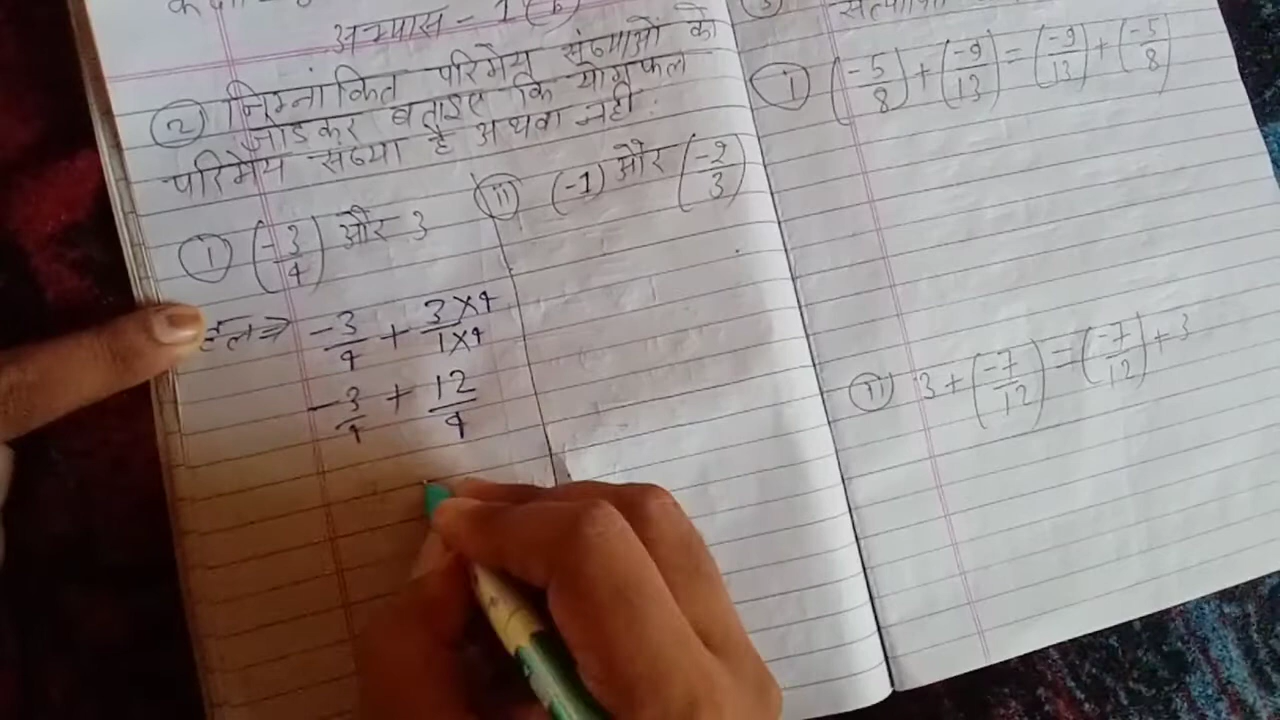 अभ्यास - 1(b)
② निम्नांकित परिमेय संख्याओं को
जोडकर बताइए कि योगफल
परिमेय संख्या है अथवा नहीं.
(i) (-3/4) और 3
(ii) (-1) और (-2/3)
हल⇒ -3/4 + 3×4/1×4
-3/4 + 12/4
(i) (-5/8) + (-9/13) = (-9/13) + (-5/8)
(ii) 3 + (-7/12) = (-7/12) + 3